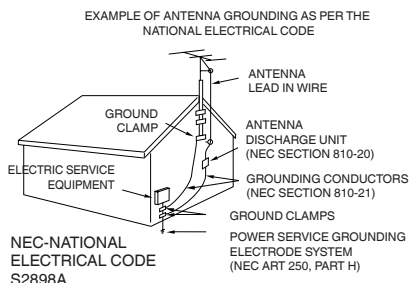 EXAMPLE OF ANTENNA GROUNDING AS PER THE
NATIONAL ELECTRICAL CODE
ANTENNA
LEAD IN WIRE
GROUND
CLAMP
ANTENNA
DISCHARGE UNIT
(NEC SECTION 810-20)
ELECTRIC SERVICE
EQUIPMENT
GROUNDING CONDUCTORS
(NEC SECTION 810-21)
GROUND CLAMPS
POWER SERVICE GROUNDING
ELECTRODE SYSTEM
(NEC ART 250, PART H)
NEC-NATIONAL
ELECTRICAL CODE
S2898A